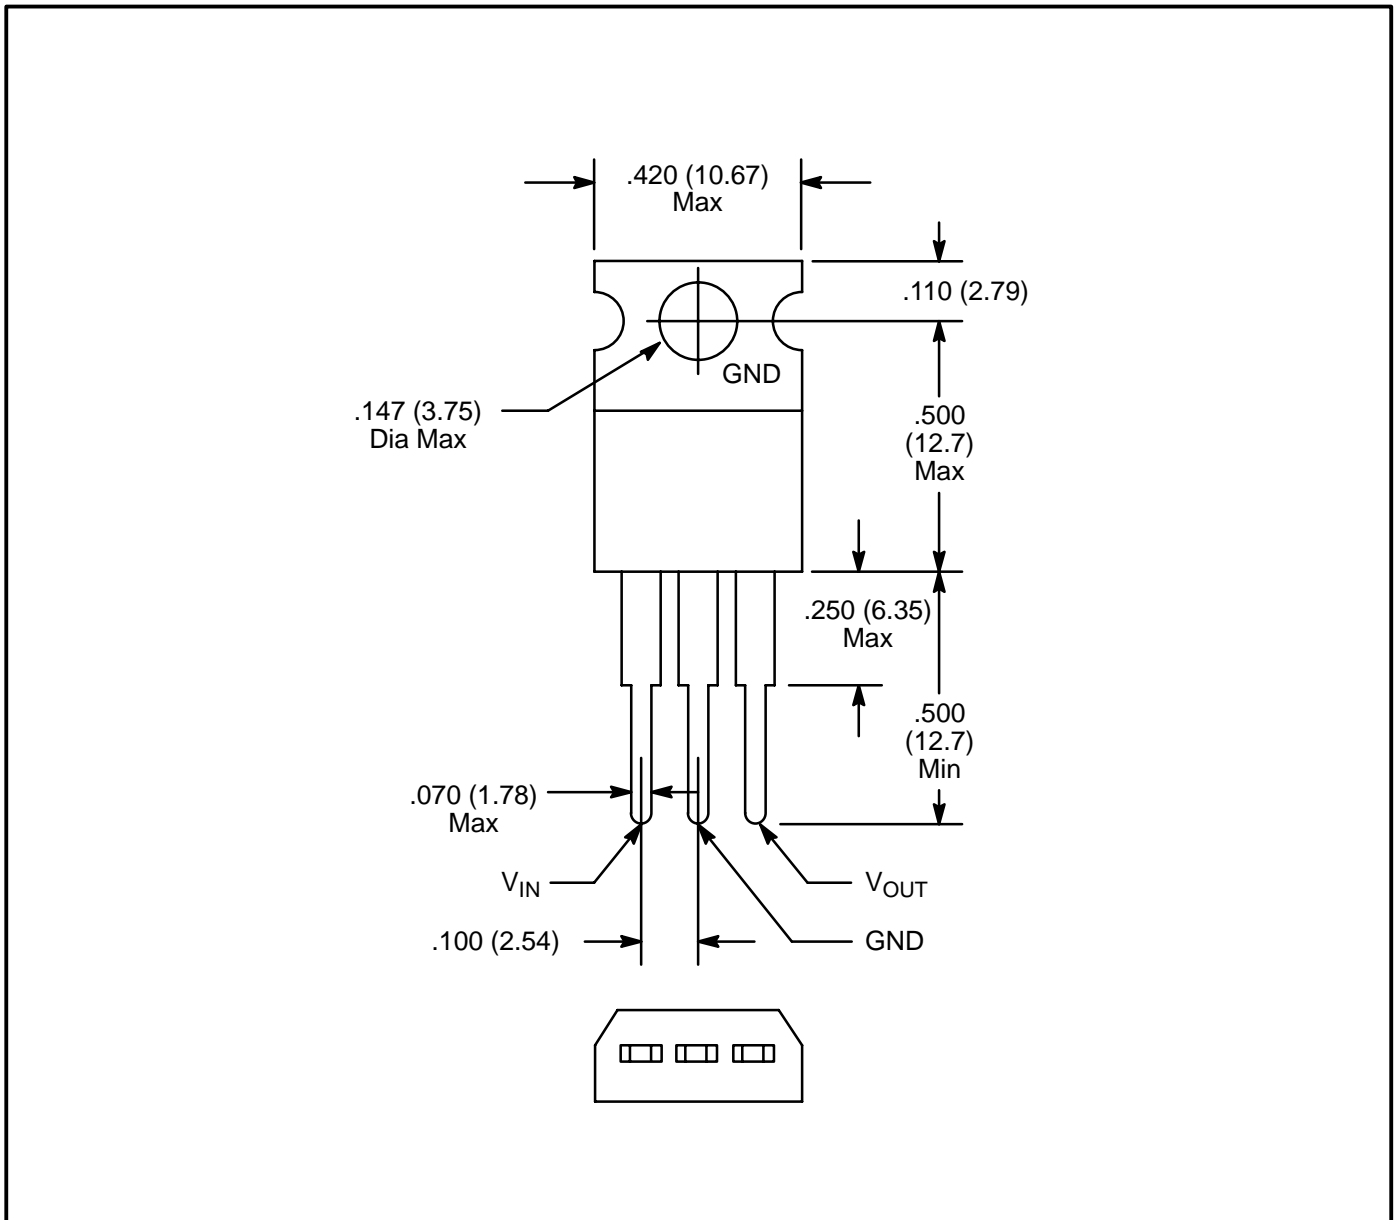 .420 (10.67)
Max
.110 (2.79)
GND
.147 (3.75)
Dia Max
.500
(12.7)
Max
.250 (6.35)
Max
.500
(12.7)
Min
.070 (1.78)
Max
VIN
VOUT
.100 (2.54)
GND